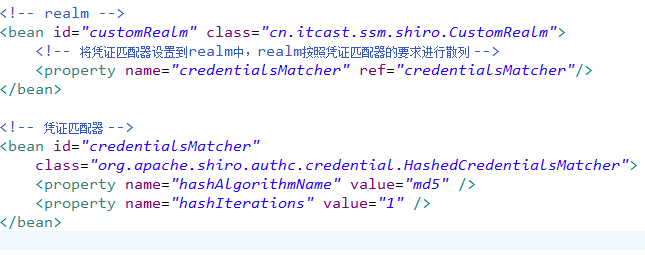 <!-- realm -->
<bean id="customRealm" class="cn.itcast.ssm.shiro.CustomRealm">
<!-- 将凭证匹配器设置到realm中，realm按照凭证匹配器的要求进行散列 -->
<property name="credentialsMatcher" ref="credentialsMatcher"/>
</bean>
<!-- 凭证匹配器 -->
<bean id="credentialsMatcher"
class="org.apache.shiro.authc.credential.HashedCredentialsMatcher">
<property name="hashAlgorithmName" value="md5" />
<property name="hashIterations" value="1" />
</bean>